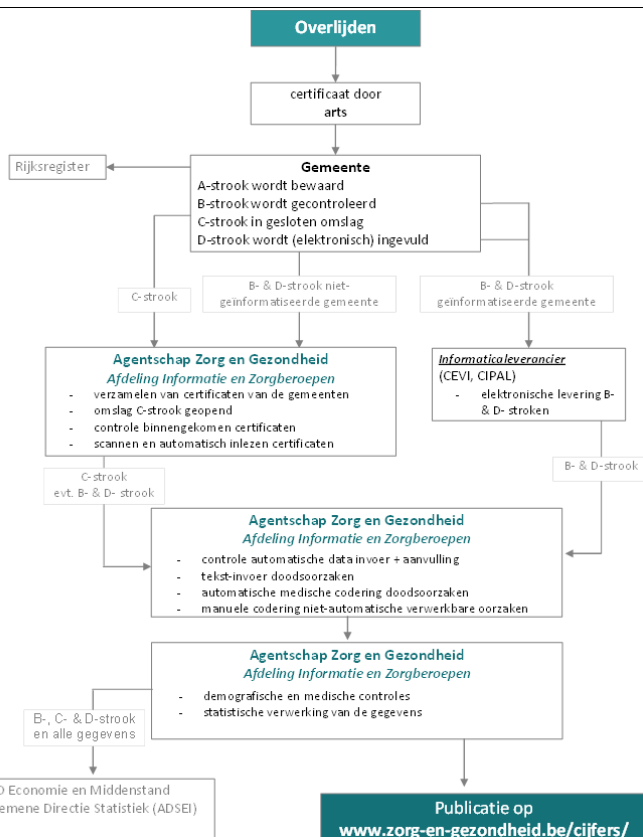 Overlijden
certificaat door
arts
Rijksregister
Gemeente
A-strook wordt bewaard
B-strook wordt gecontroleerd
C-strook in gesloten omslag
D-strook wordt (elektronisch) ingevuld
C-strook
B- & D-strook niet-
geïnformatiseerde gemeente
B- & D-strook
geïnformatiseerde gemeente
Agentschap Zorg en Gezondheid
Afdeling Informatie en Zorgberoepen
- verzamelen van certificaten van de gemeenten
- omslag C-strook geopend
- controle binnengekomen certificaten
- scannen en automatisch inlezen certificaten
Informaticaleverancier
(CEVI, CIPAL)
- elektronische levering B-
& D- stroken
C-strook
evt. B- & D- strook
B- & D-strook
Agentschap Zorg en Gezondheid
Afdeling Informatie en Zorgberoepen
- controle automatische data invoer + aanvulling
- tekst-invoer doodsoorzaken
- automatische medische codering doodsoorzaken
- manuele codering niet-automatische verwerkbare oorzaken
Agentschap Zorg en Gezondheid
Afdeling Informatie en Zorgberoepen
- demografische en medische controles
- statistische verwerking van de gegevens
B-, C- & D-strook
en alle gegevens
Economie en Middenstand
Directie Statistiek (ADSEI)
Publicatie op
www.zorg-en-gezondheid.be/cijfers/